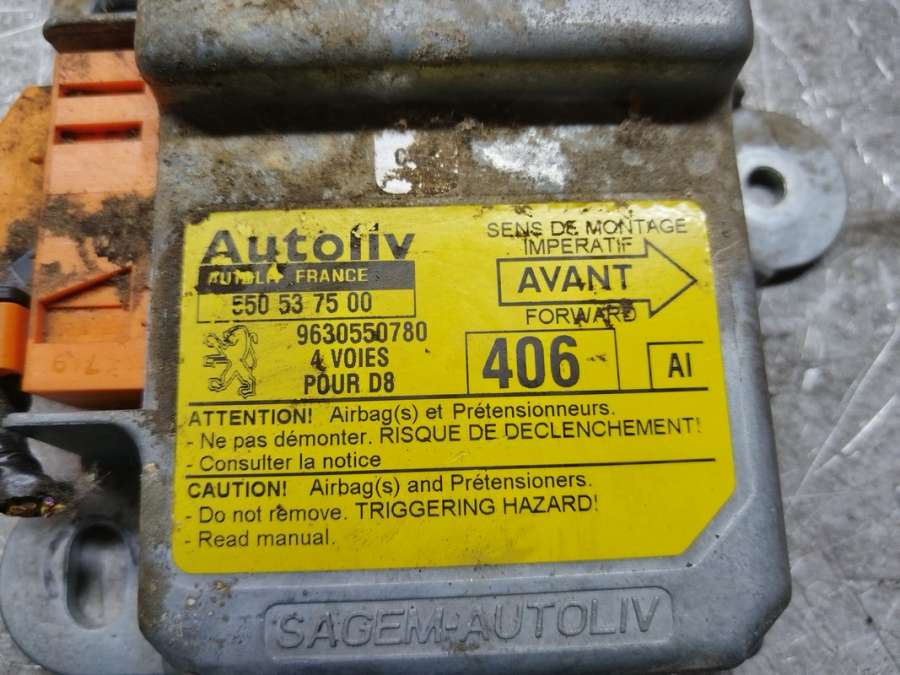 Autoliv
AUTOLIV FRANCE
550 53 75 00
9630550780
4 VOIES
POUR D8
SENS DE MONTAGE
IMPERATIF
AVANT
FORWARD
406
AI
ATTENTION! Airbag(s) et Prétensionneurs.
- Ne pas démonter. RISQUE DE DECLENCHEMENT!
- Consulter la notice
CAUTION! Airbag(s) and Prétensioners.
- Do not remove. TRIGGERING HAZARD!
- Read manual.
SAGEM-AUTOLIV